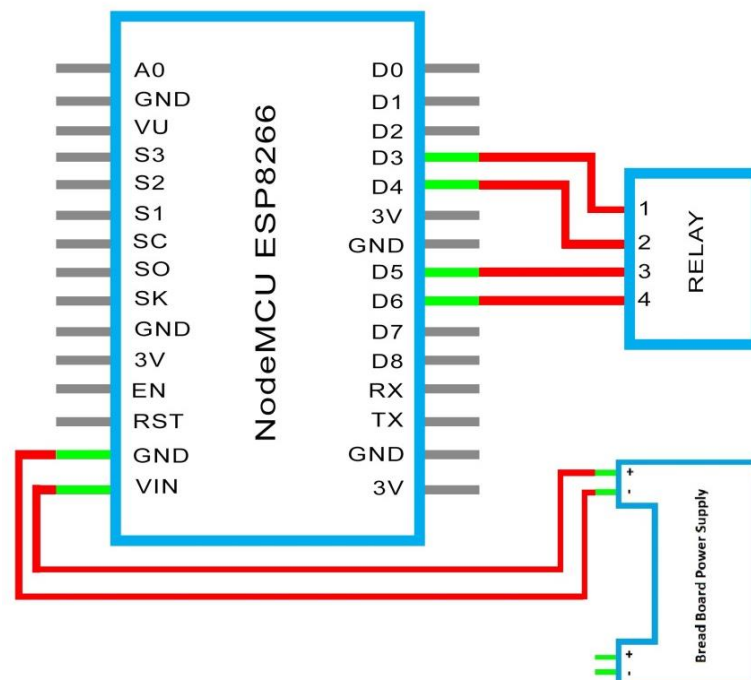 A0
GND
VU
S3
S2
S1
SC
SO
SK
GND
3V
EN
RST
GND
VIN
NodeMCU ESP8266
D0
D1
D2
D3
D4
3V
GND
D5
D6
D7
D8
RX
TX
GND
3V
1
2
3
4
RELAY
+
-
Bread Board Power Supply
+
-